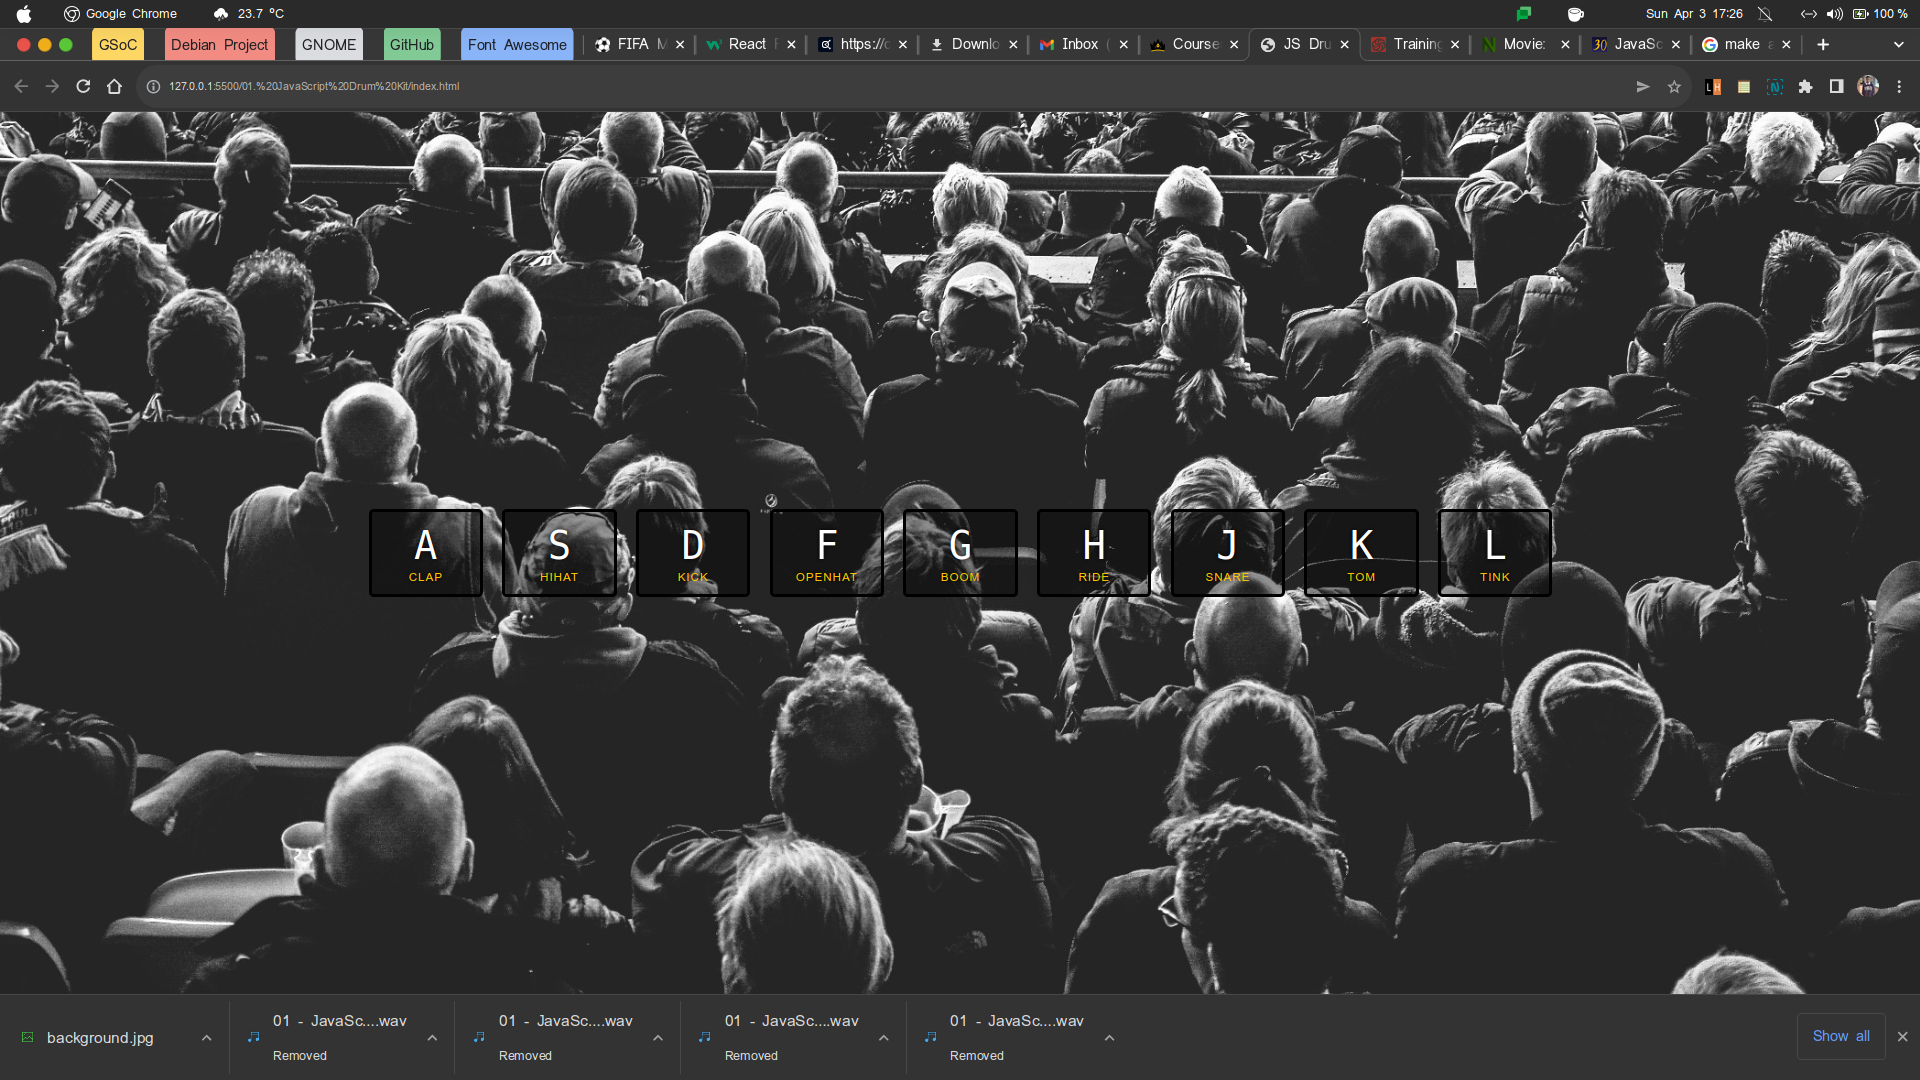 Google Chrome 23.7 °C Sun Apr 3 17:26 100 %
GSoC Debian Project GNOME GitHub Font Awesome FIFA M React F https://c Downlo Inbox ( Course JS Dru Training Movie: JavaSc make a
127.0.0.1:5500/01.%20JavaScript%20Drum%20Kit/index.html
A S D F G H J K L
CLAP HIHAT KICK OPENHAT BOOM RIDE SNARE TOM TINK
background.jpg 01 - JavaSc....wav 01 - JavaSc....wav 01 - JavaSc....wav 01 - JavaSc....wav Show all
Removed Removed Removed Removed